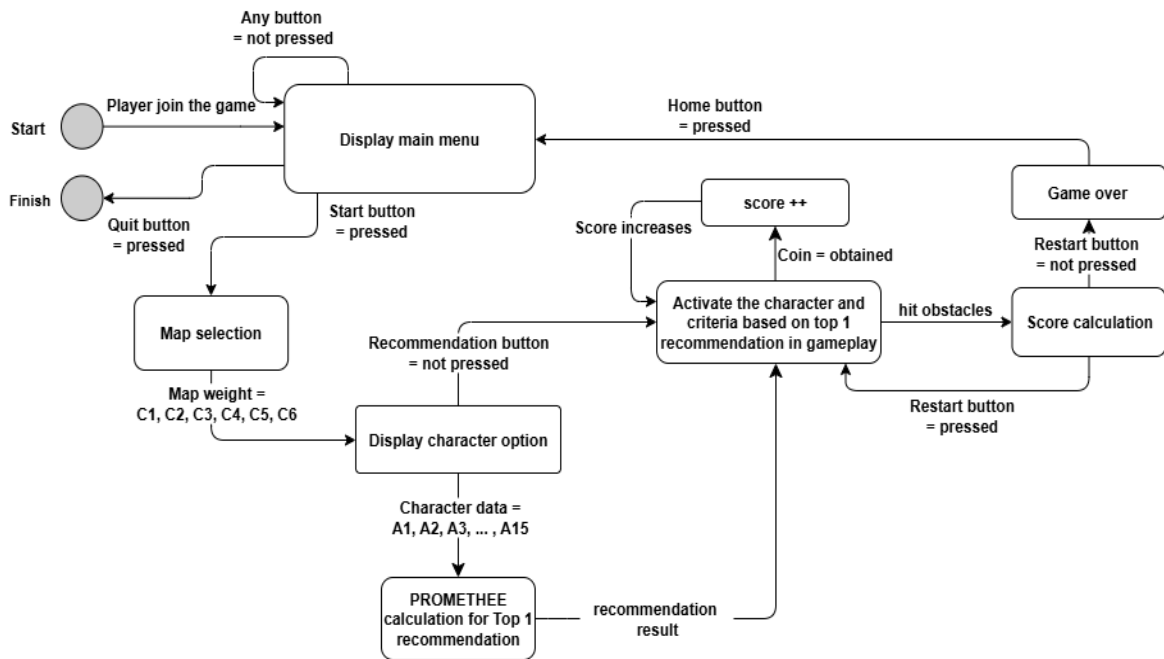 Any button
= not pressed
Player join the game
Start
Display main menu
Home button
= pressed
Finish
Quit button
= pressed
Start button
= pressed
score ++
Game over
Score increases
Coin = obtained
Restart button
= not pressed
Map selection
Activate the character and
criteria based on top 1
recommendation in gameplay
hit obstacles
Score calculation
Recommendation button
= not pressed
Map weight =
C1, C2, C3, C4, C5, C6
Restart button
= pressed
Display character option
Character data =
A1, A2, A3, ... , A15
PROMETHEE
calculation for Top 1
recommendation
recommendation
result